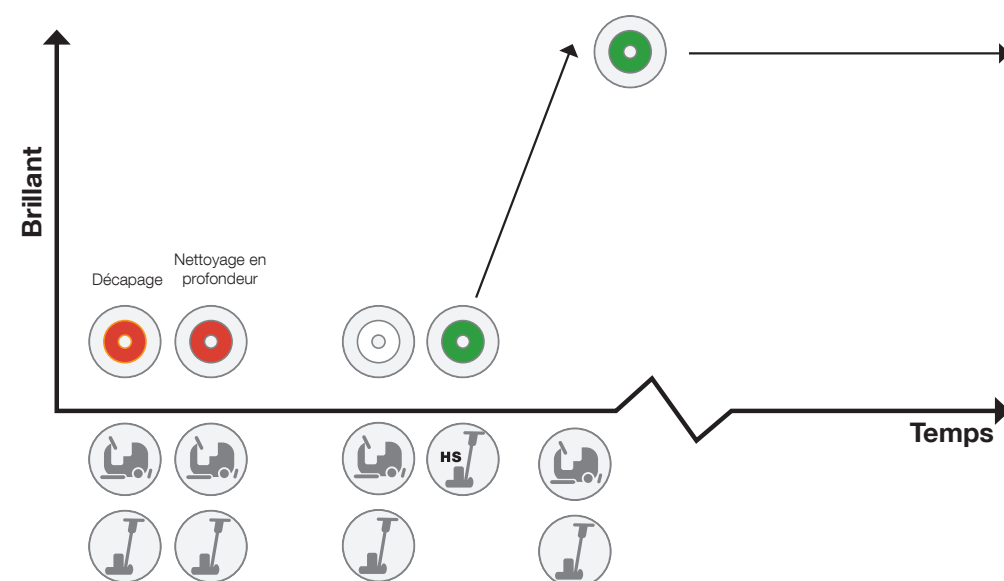 Brillant
Nettoyage en
profondeur
Décapage
Temps
HS